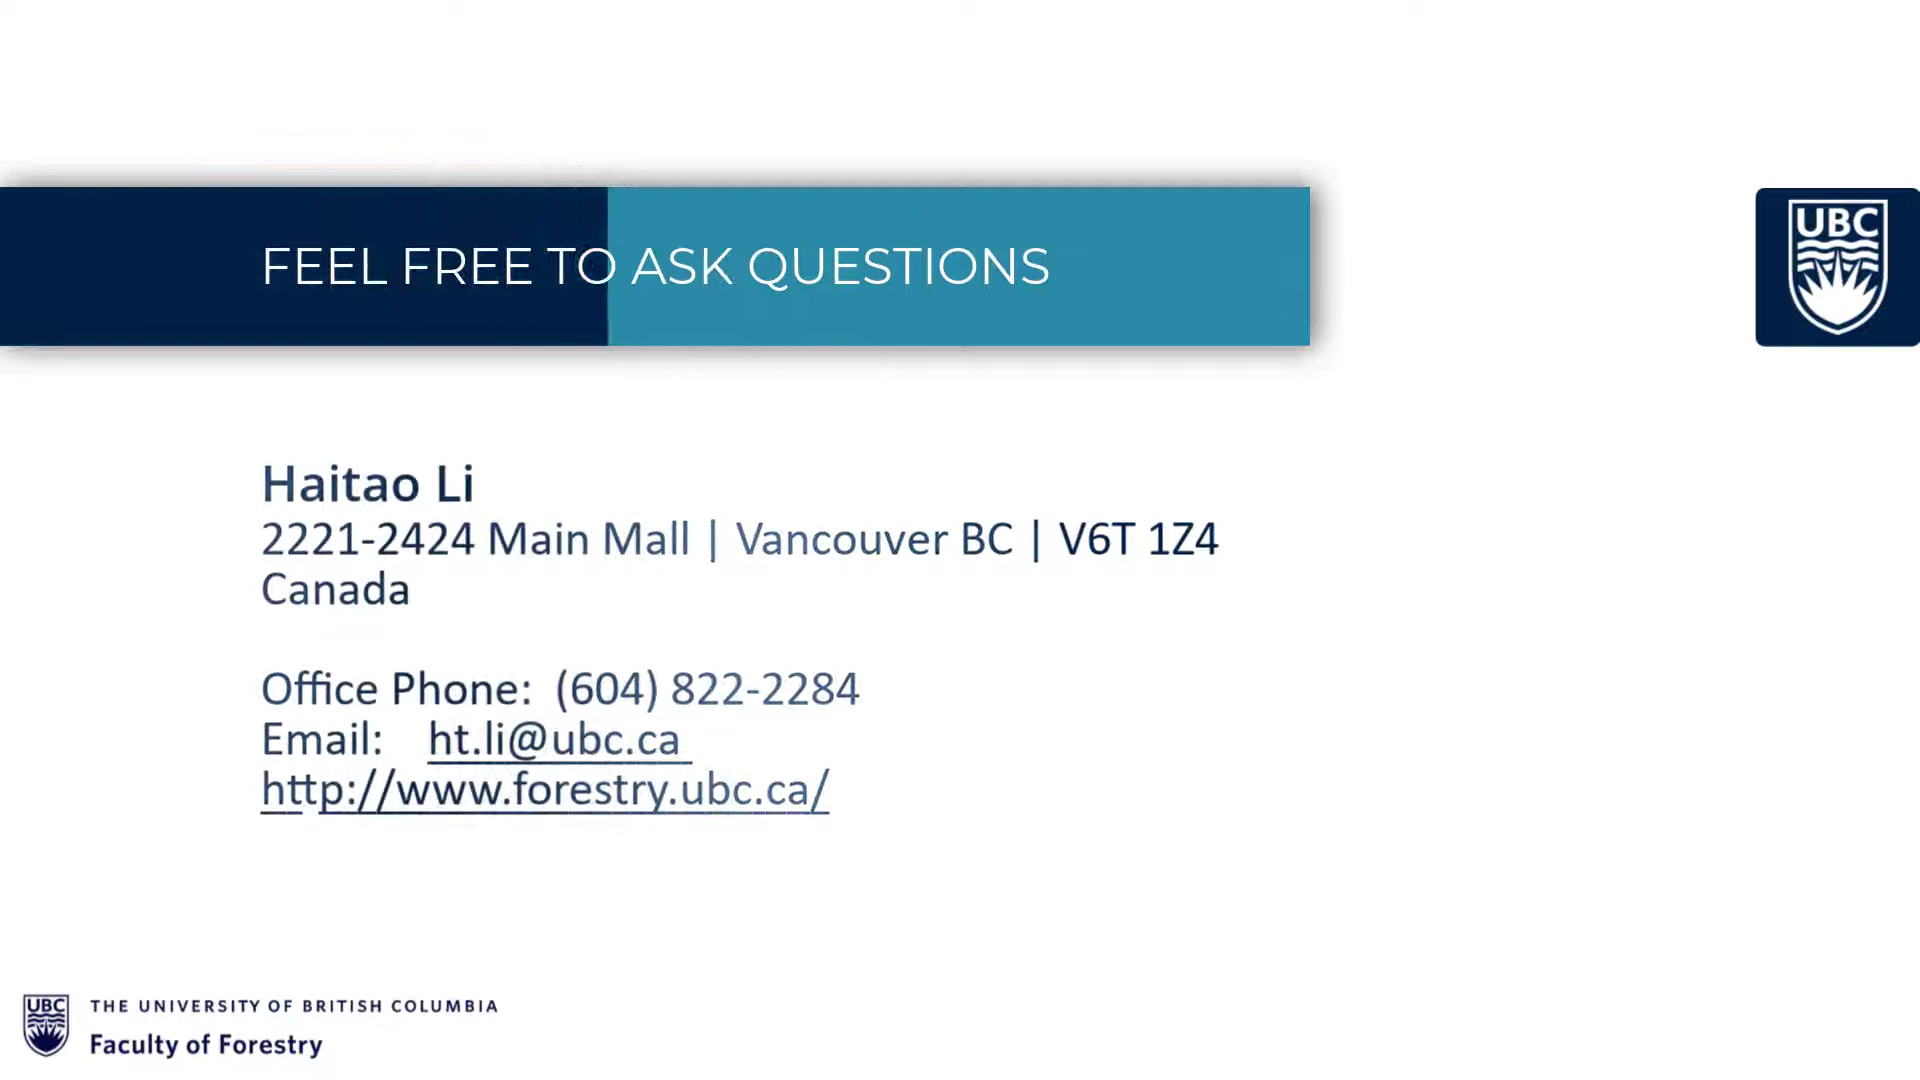 FEEL FREE TO ASK QUESTIONS
UBC
Haitao Li
2221-2424 Main Mall | Vancouver BC | V6T 1Z4
Canada
Office Phone: (604) 822-2284
Email: ht.li@ubc.ca
http://www.forestry.ubc.ca/
UBC
THE UNIVERSITY OF BRITISH COLUMBIA
Faculty of Forestry